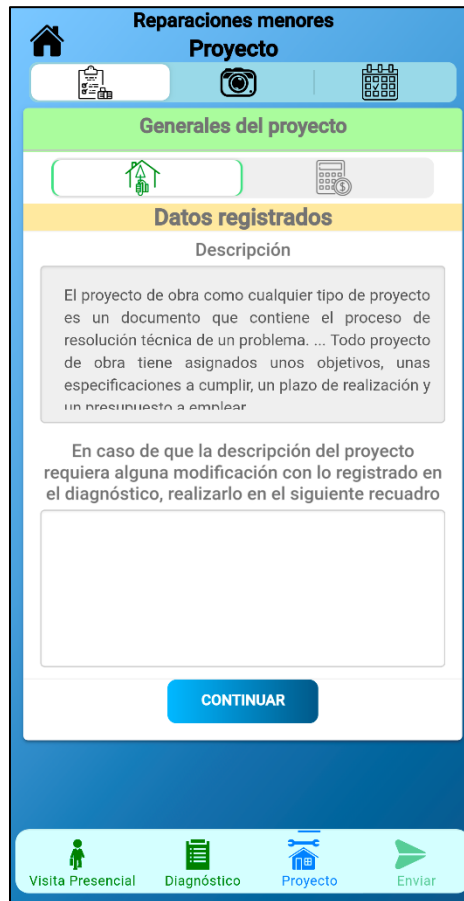 Reparaciones menores
Proyecto
Generales del proyecto
Datos registrados
Descripción
El proyecto de obra como cualquier tipo de proyecto
es un documento que contiene el proceso de
resolución técnica de un problema. ... Todo proyecto
de obra tiene asignados unos objetivos, unas
especificaciones a cumplir, un plazo de realización y
un presupuesto a emplear
En caso de que la descripción del proyecto
requiera alguna modificación con lo registrado en
el diagnóstico, realizarlo en el siguiente recuadro
CONTINUAR
Visita Presencial Diagnóstico Proyecto Enviar